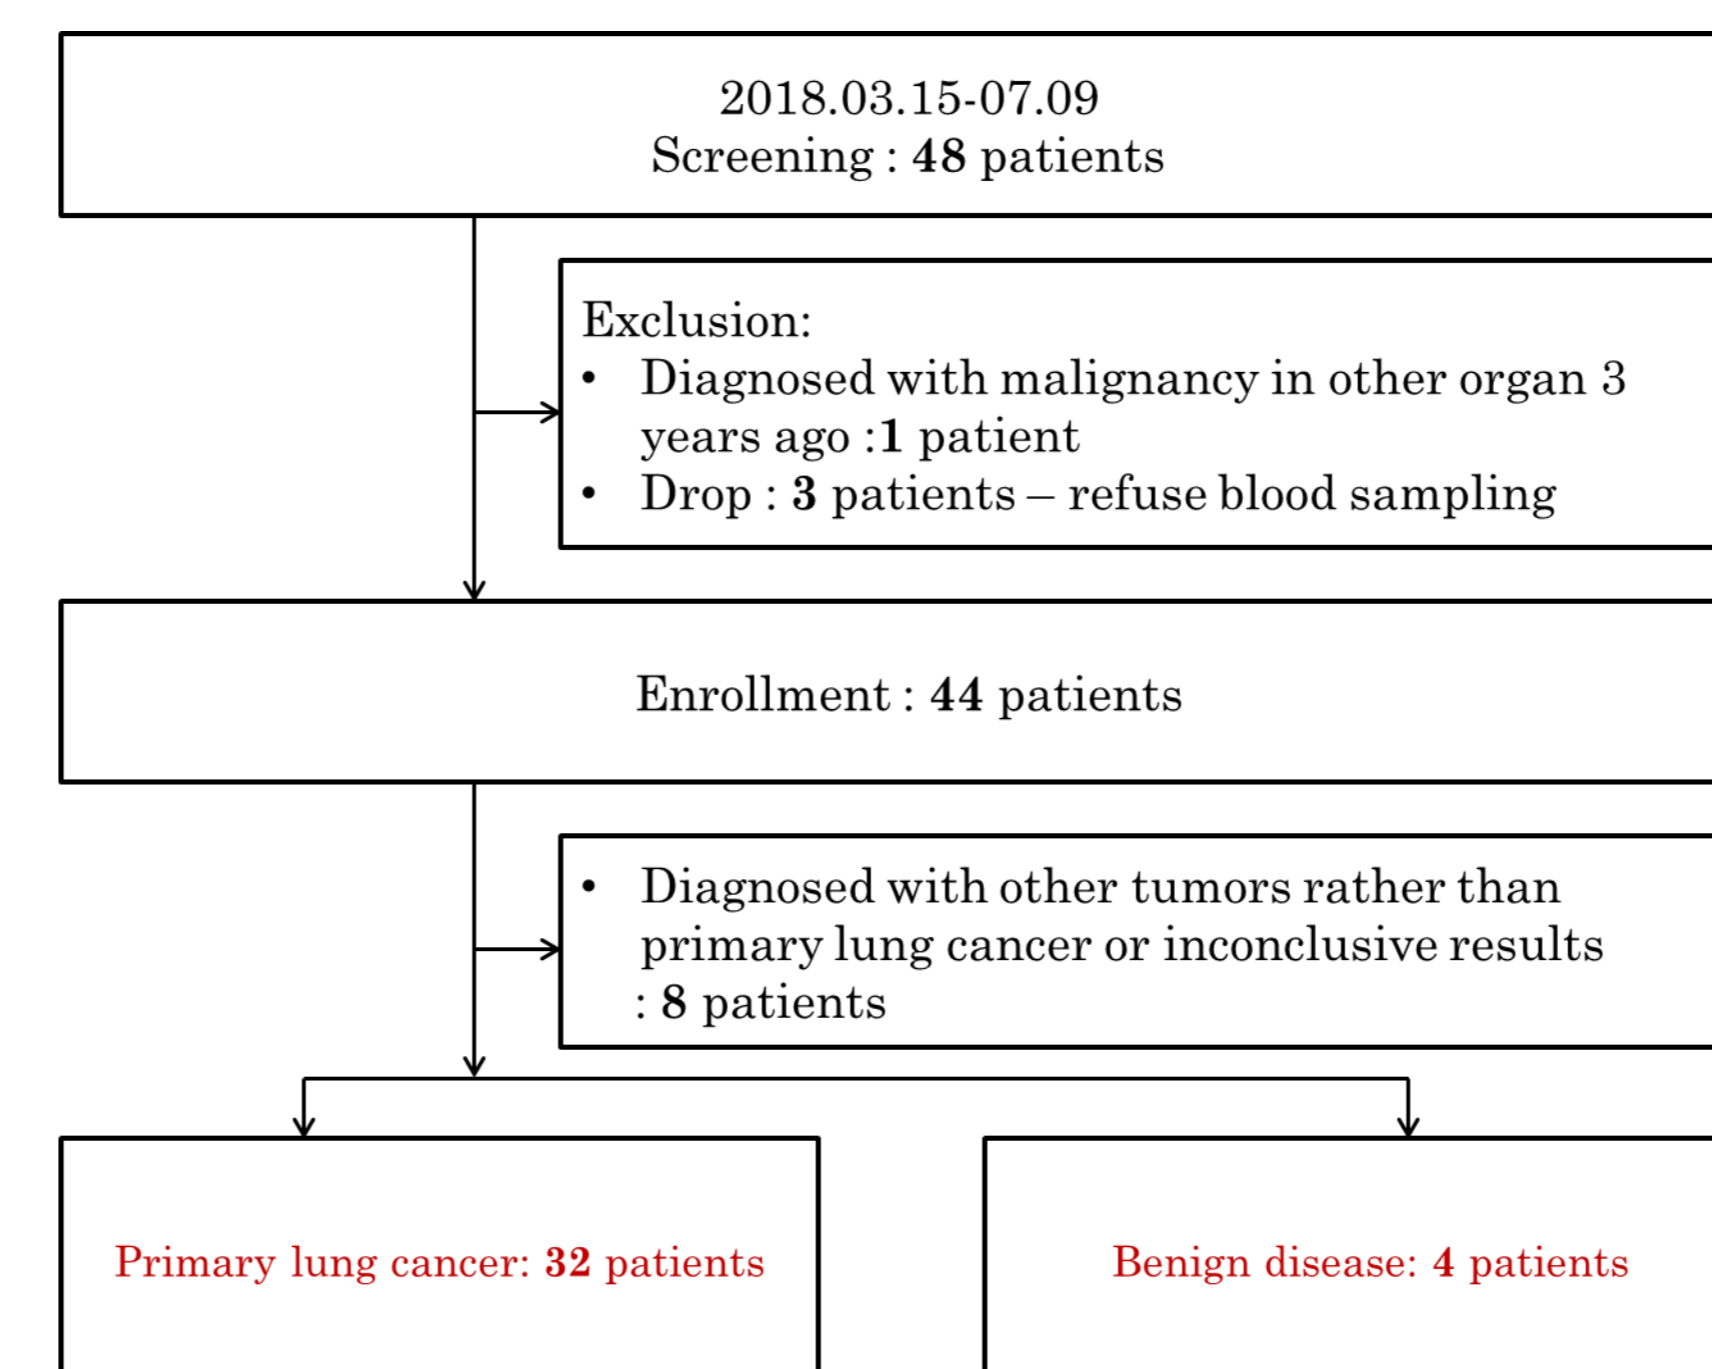 2018.03.15-07.09
Screening : 48 patients
Exclusion:
• Diagnosed with malignancy in other organ 3
years ago :1 patient
• Drop : 3 patients – refuse blood sampling
Enrollment : 44 patients
• Diagnosed with other tumors rather than
primary lung cancer or inconclusive results
: 8 patients
Primary lung cancer: 32 patients
Benign disease: 4 patients